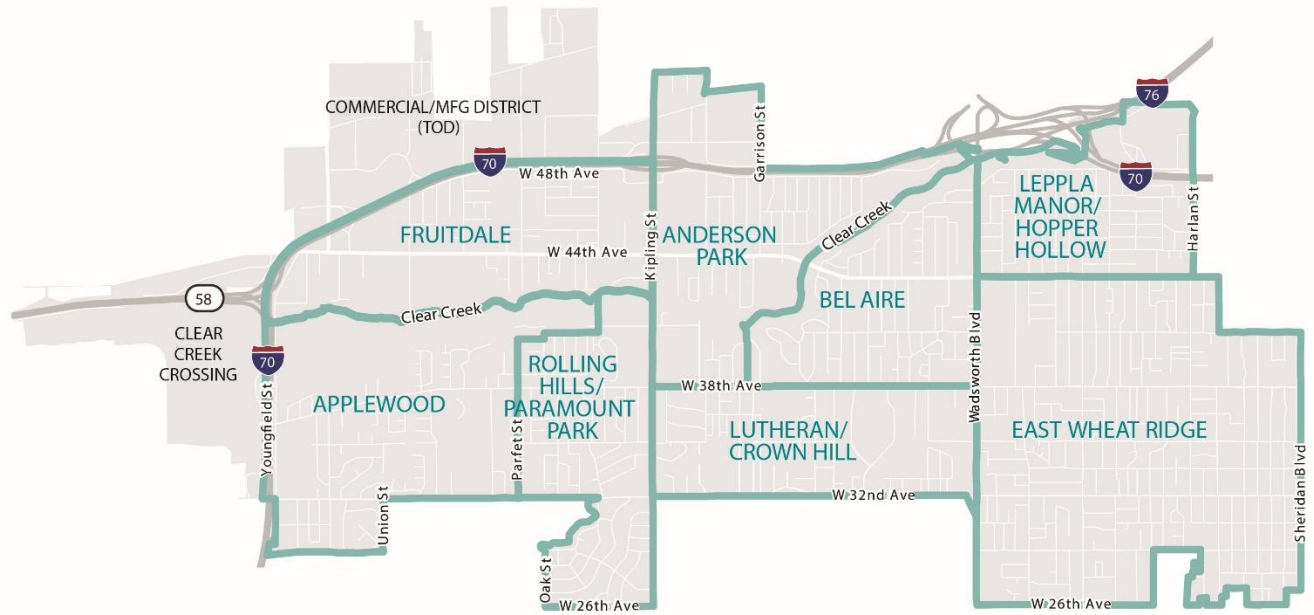 COMMERCIAL/MFG DISTRICT
(TOD)
76
70
W 48th Ave
Garrison St
70
LEPPLA
MANOR/
HOPPER
HOLLOW
Harlan St
FRUITDALE
Kipling St
ANDERSON
PARK
Clear Creek
W 44th Ave
58
CLEAR
CREEK
CROSSING
70
Clear Creek
BEL AIRE
Wadsworth Blvd
Youngfield St
APPLEWOOD
Parfet St
ROLLING
HILLS/
PARAMOUNT
PARK
W 38th Ave
LUTHERAN/
CROWN HILL
EAST WHEAT RIDGE
Sheridan Blvd
Union St
W 32nd Ave
Oak St
W 26th Ave
W 26th Ave